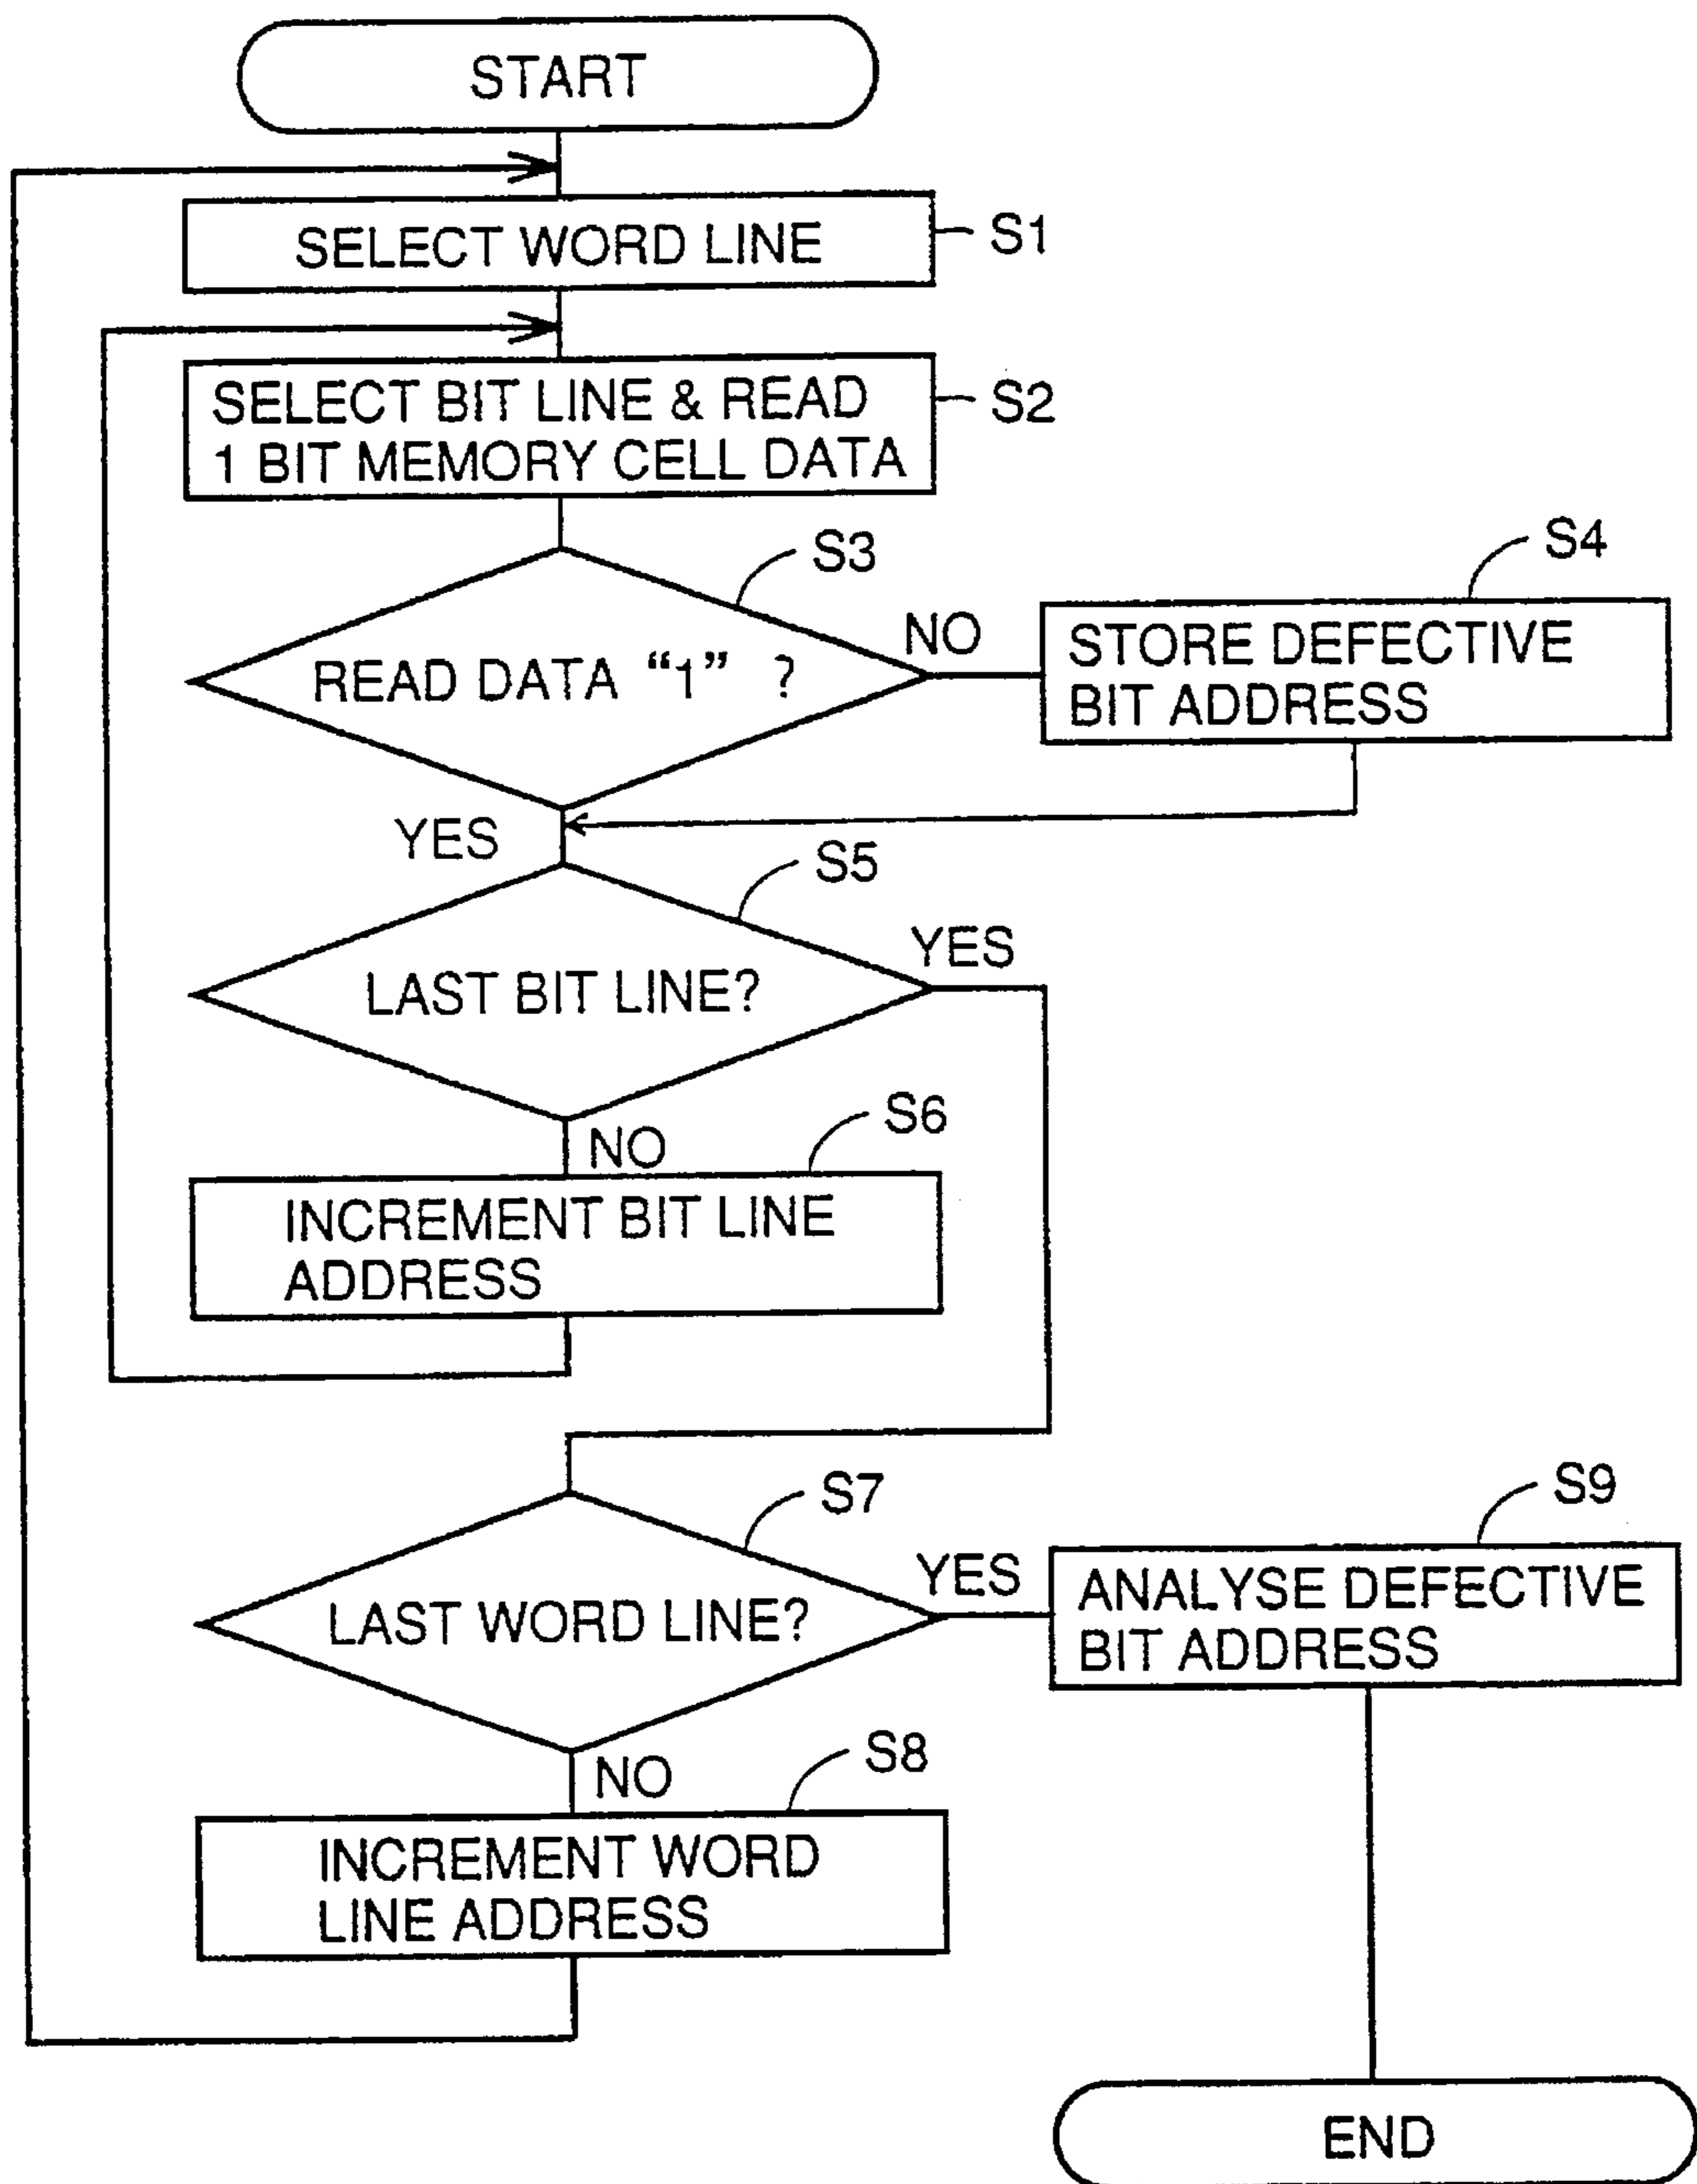 START
SELECT WORD LINE
S1
SELECT BIT LINE & READ
1 BIT MEMORY CELL DATA
S2
S3
READ DATA “1” ?
NO
S4
STORE DEFECTIVE
BIT ADDRESS
YES
S5
LAST BIT LINE?
YES
NO
S6
INCREMENT BIT LINE
ADDRESS
S7
LAST WORD LINE?
YES
S9
ANALYSE DEFECTIVE
BIT ADDRESS
NO
S8
INCREMENT WORD
LINE ADDRESS
END